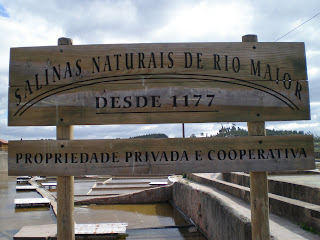 SALINAS NATURAIS DE RIO MAIOR
DESDE 1177
PROPRIEDADE PRIVADA E COOPERATIVA